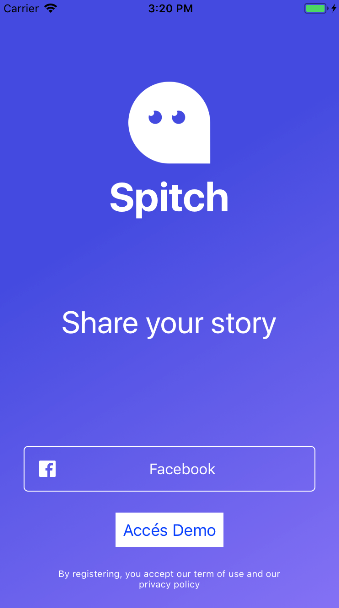 Carrier 3:20 PM
Spitch
Share your story
Facebook
Accés Demo
By registering, you accept our term of use and our
privacy policy